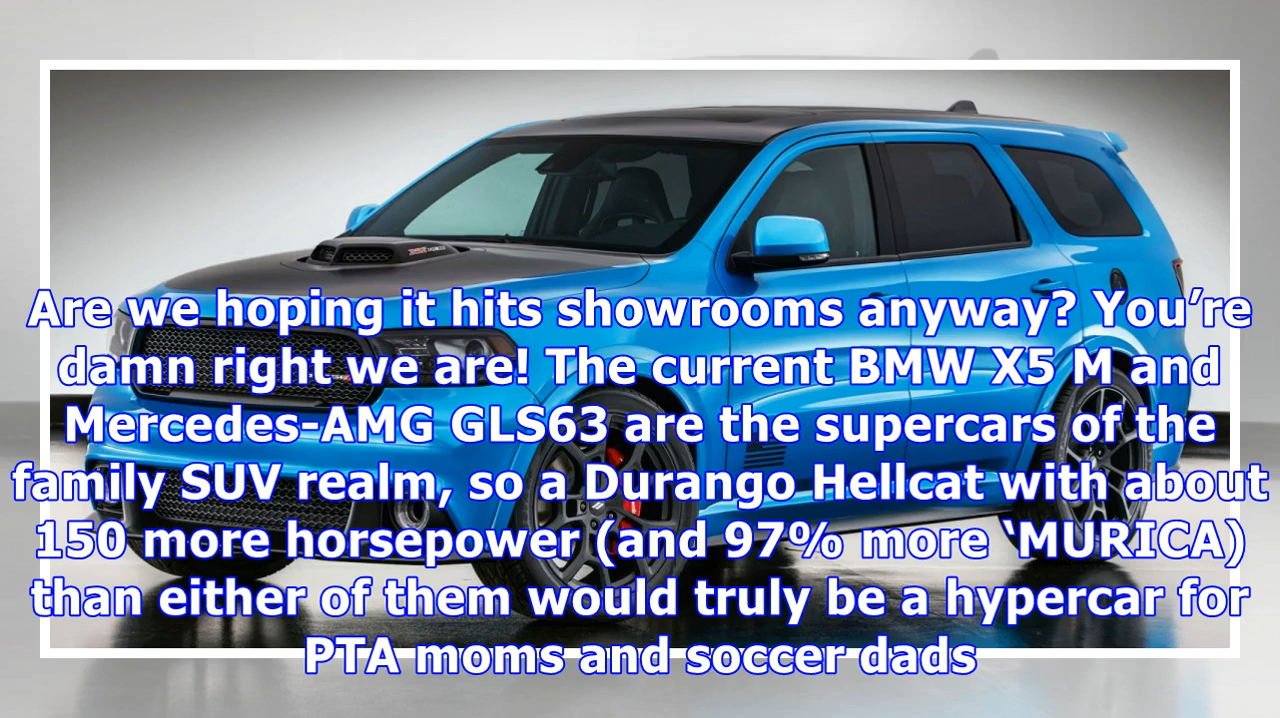 Are we hoping it hits showrooms anyway? You’re
damn right we are! The current BMW X5 M and
Mercedes-AMG GLS63 are the supercars of the
family SUV realm, so a Durango Hellcat with about
150 more horsepower (and 97% more ‘MURICA)
than either of them would truly be a hypercar for
PTA moms and soccer dads